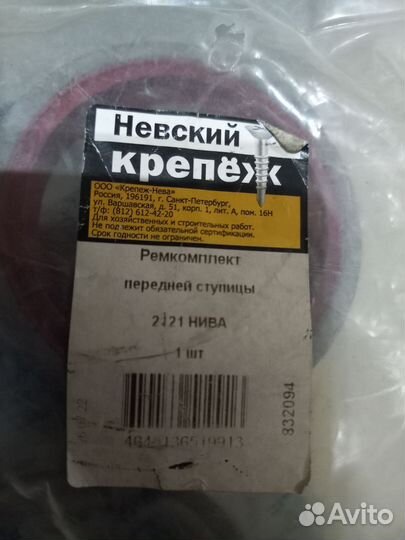 Невский
крепёж
ООО «Крепеж-Нева»
Россия, 196191, г. Санкт-Петербург,
ул. Варшавская, д. 51, корп. 1, лит. А, пом. 16Н
Т/ф: (812) 612-42-20
Для хозяйственных и строительных работ.
Не подлежит обязательной сертификации.
Срок годности не ограничен.
Ремкомплект
передней ступицы
2121 НИВА
1 шт
832094
Avito